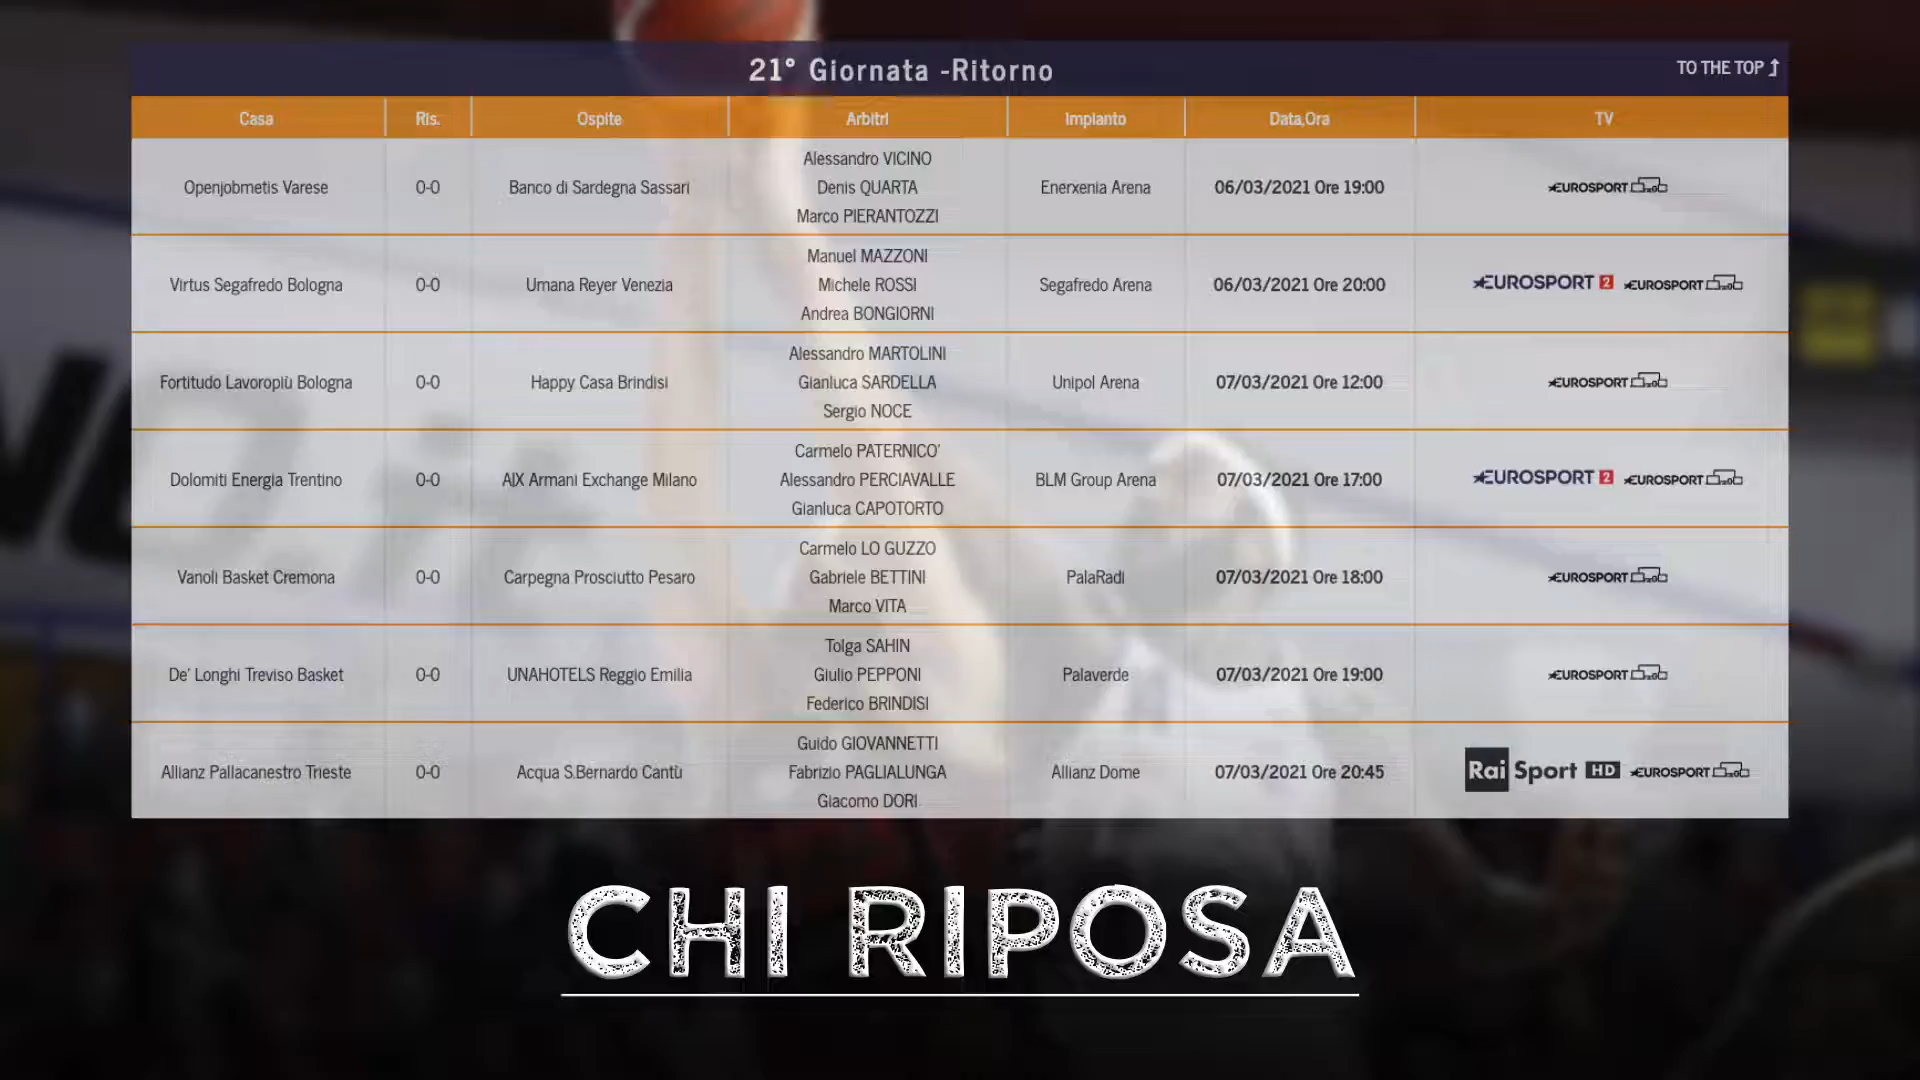 21° Giornata -Ritorno
TO THE TOP
Casa Ris. Ospite Arbitri Impianto Data,Ora TV
Openjobmetis Varese 0-0 Banco di Sardegna Sassari Alessandro VICINO Denis QUARTA Marco PIERANTOZZI Enerxenia Arena 06/03/2021 Ore 19:00 EUROSPORT
Virtus Segafredo Bologna 0-0 Umana Reyer Venezia Manuel MAZZONI Michele ROSSI Andrea BONGIORNI Segafredo Arena 06/03/2021 Ore 20:00 EUROSPORT 2 EUROSPORT
Fortitudo Lavoropiù Bologna 0-0 Happy Casa Brindisi Alessandro MARTOLINI Gianluca SARDELLA Sergio NOCE Unipol Arena 07/03/2021 Ore 12:00 EUROSPORT
Dolomiti Energia Trentino 0-0 A|X Armani Exchange Milano Carmelo PATERNICO' Alessandro PERCIAVALLE Gianluca CAPOTORTO BLM Group Arena 07/03/2021 Ore 17:00 EUROSPORT 2 EUROSPORT
Vanoli Basket Cremona 0-0 Carpegna Prosciutto Pesaro Carmelo LO GUZZO Gabriele BETTINI Marco VITA PalaRadi 07/03/2021 Ore 18:00 EUROSPORT
De' Longhi Treviso Basket 0-0 UNAHOTELS Reggio Emilia Tolga SAHIN Giulio PEPPONI Federico BRINDISI Palaverde 07/03/2021 Ore 19:00 EUROSPORT
Allianz Pallacanestro Trieste 0-0 Acqua S.Bernardo Cantù Guido GIOVANNETTI Fabrizio PAGLIALUNGA Giacomo DORI Allianz Dome 07/03/2021 Ore 20:45 Rai Sport HD EUROSPORT
CHI RIPOSA